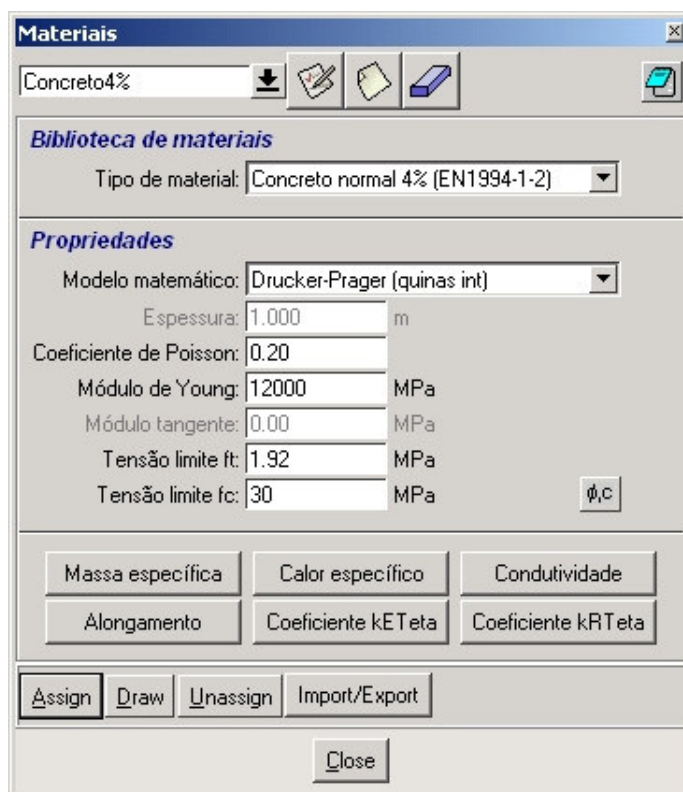 Materiais
Concreto4%
Biblioteca de materiais
Tipo de material: Concreto normal 4% (EN1994-1-2)
Propriedades
Modelo matemático: Drucker-Prager (quinas int)
Espessura: 1.000 m
Coeficiente de Poisson: 0.20
Módulo de Young: 12000 MPa
Módulo tangente: 0.00 MPa
Tensão limite ft: 1.92 MPa
Tensão limite fc: 30 MPa ϕ,c
Massa específica Calor específico Condutividade
Alongamento Coeficiente kETeta Coeficiente kRTeta
Assign Draw Unassign Import/Export
Close